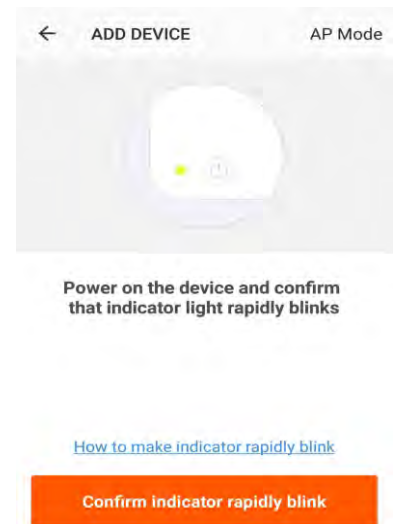 ADD DEVICE AP Mode
Power on the device and confirm
that indicator light rapidly blinks
How to make indicator rapidly blink
Confirm indicator rapidly blink